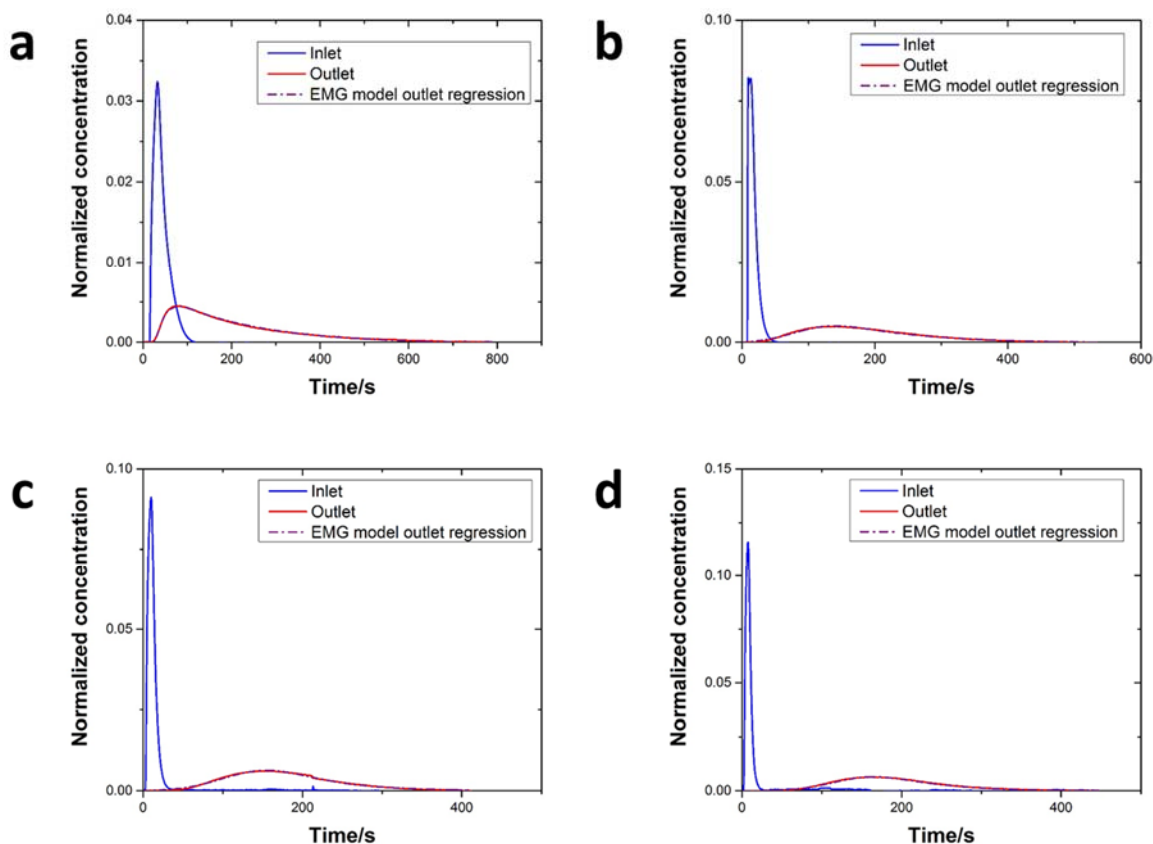 a
0.04
0.03
0.02
0.01
0.00
Normalized concentration
Inlet
Outlet
EMG model outlet regression
0
200
400
600
800
Time/s
b
0.10
0.05
0.00
Normalized concentration
Inlet
Outlet
EMG model outlet regression
0
200
400
600
Time/s
c
0.10
0.05
0.00
Normalized concentration
Inlet
Outlet
EMG model outlet regression
0
200
400
Time/s
d
0.15
0.10
0.05
0.00
Normalized concentration
Inlet
Outlet
EMG model outlet regression
0
200
400
Time/s